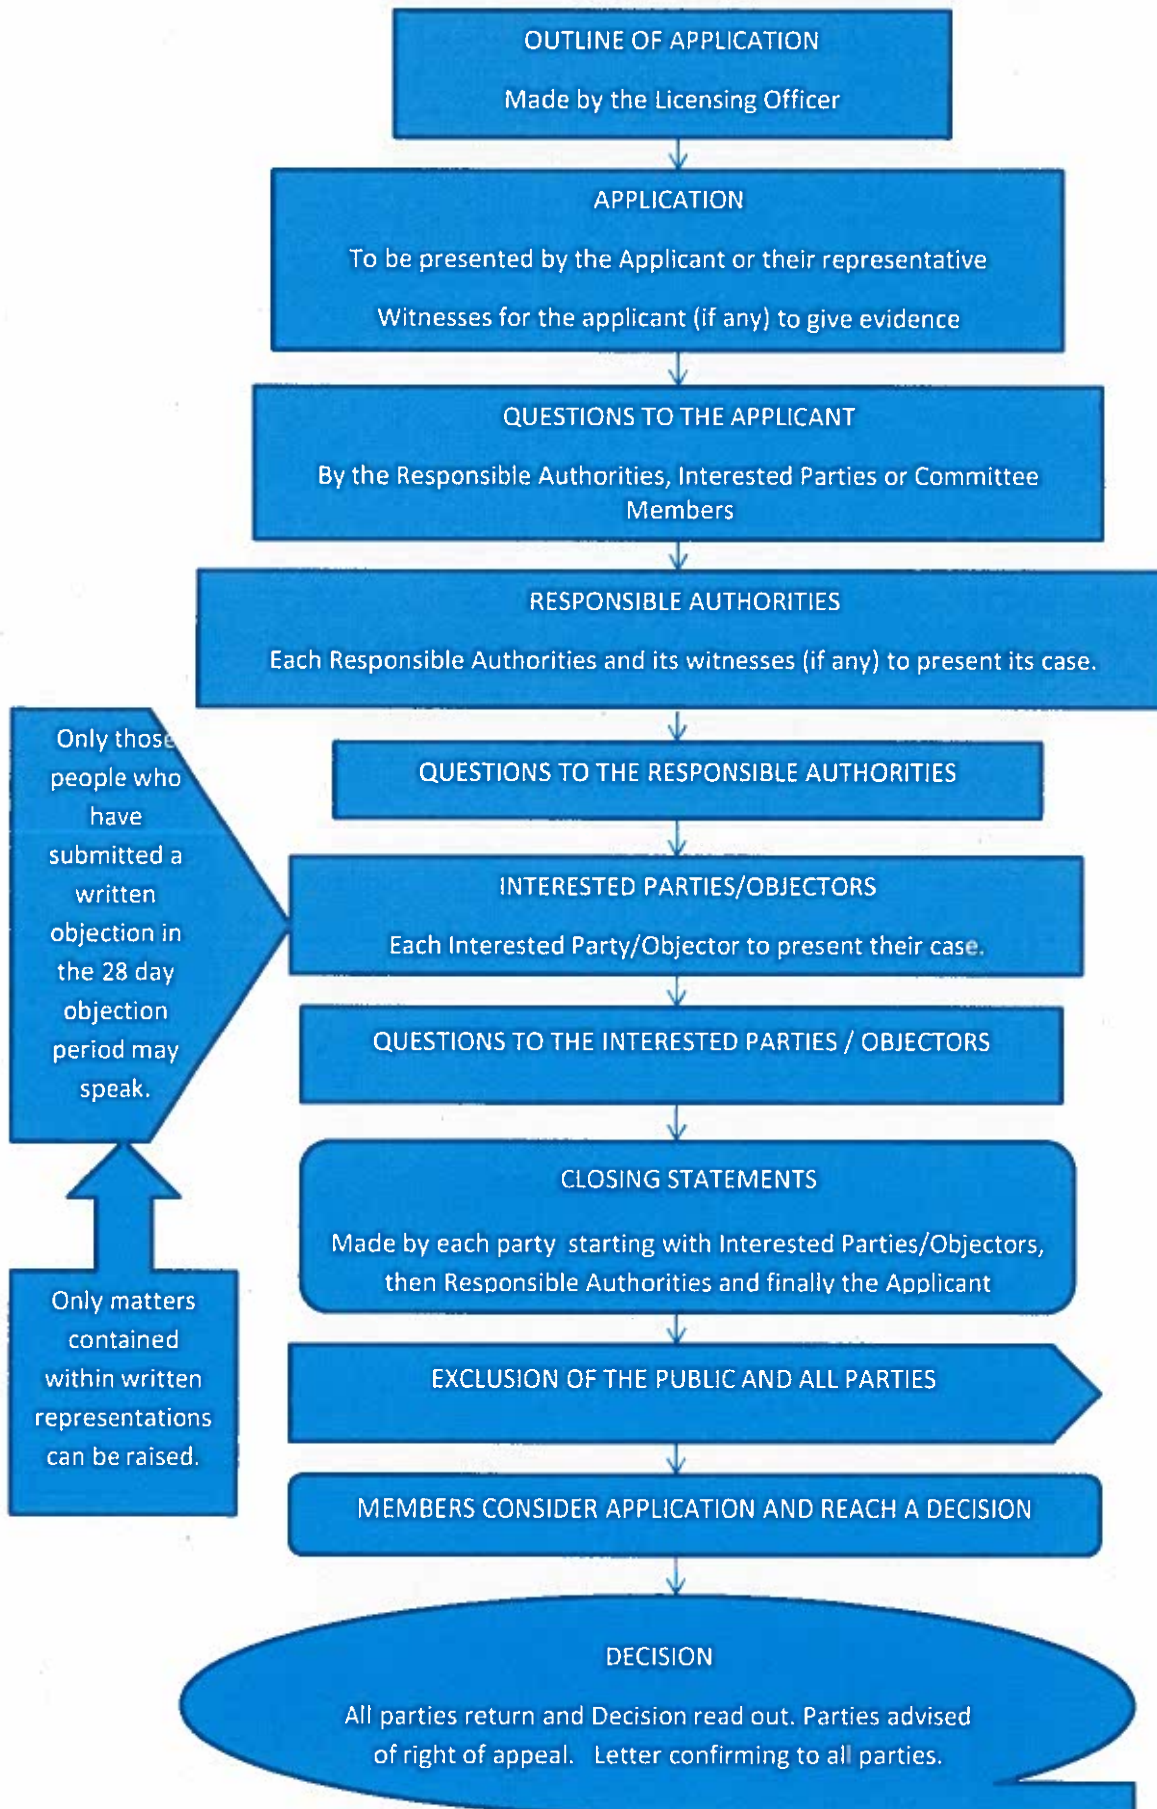 OUTLINE OF APPLICATION
Made by the Licensing Officer
APPLICATION
To be presented by the Applicant or their representative
Witnesses for the applicant (if any) to give evidence
QUESTIONS TO THE APPLICANT
By the Responsible Authorities, Interested Parties or Committee
Members
RESPONSIBLE AUTHORITIES
Each Responsible Authorities and its witnesses (if any) to present its case.
QUESTIONS TO THE RESPONSIBLE AUTHORITIES
Only those
people who
have
submitted a
written
objection in
the 28 day
objection
period may
speak.
INTERESTED PARTIES/OBJECTORS
Each Interested Party/Objector to present their case.
QUESTIONS TO THE INTERESTED PARTIES / OBJECTORS
CLOSING STATEMENTS
Made by each party starting with Interested Parties/Objectors,
then Responsible Authorities and finally the Applicant
Only matters
contained
within written
representations
can be raised.
EXCLUSION OF THE PUBLIC AND ALL PARTIES
MEMBERS CONSIDER APPLICATION AND REACH A DECISION
DECISION
All parties return and Decision read out. Parties advised
of right of appeal. Letter confirming to all parties.